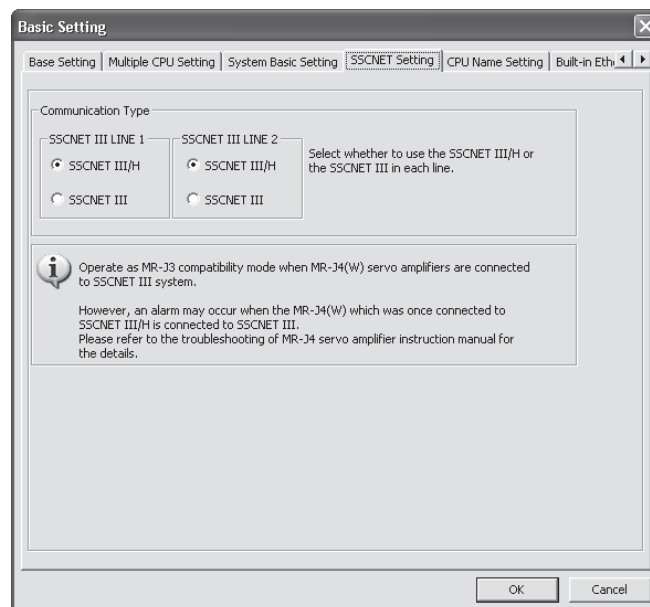 Basic Setting
Base Setting Multiple CPU Setting System Basic Setting SSCNET Setting CPU Name Setting Built-in Eth
Communication Type
SSCNET III LINE 1 SSCNET III LINE 2
SSCNET III/H SSCNET III/H
SSCNET III SSCNET III
Select whether to use the SSCNET III/H or
the SSCNET III in each line.
Operate as MR-J3 compatibility mode when MR-J4(W) servo amplifiers are connected
to SSCNET III system.
However, an alarm may occur when the MR-J4(W) which was once connected to
SSCNET III/H is connected to SSCNET III.
Please refer to the troubleshooting of MR-J4 servo amplifier instruction manual for
the details.
OK Cancel